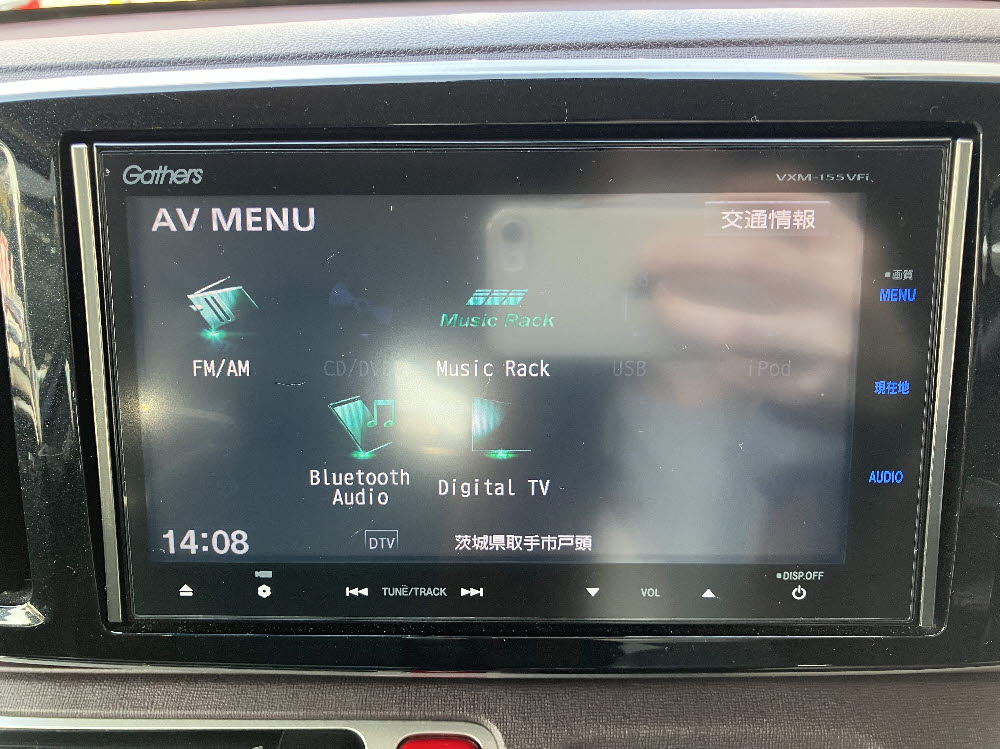 Gathers
VXM-155VFi
AV MENU
交通情報
画質
MENU
Music Rack
FM/AM
CD/DVD
Music Rack
USB
iPod
現在地
Bluetooth
Audio
Digital TV
AUDIO
14:08
DTV
茨城県取手市戸頭
DISP.OFF
TUNE/TRACK
VOL